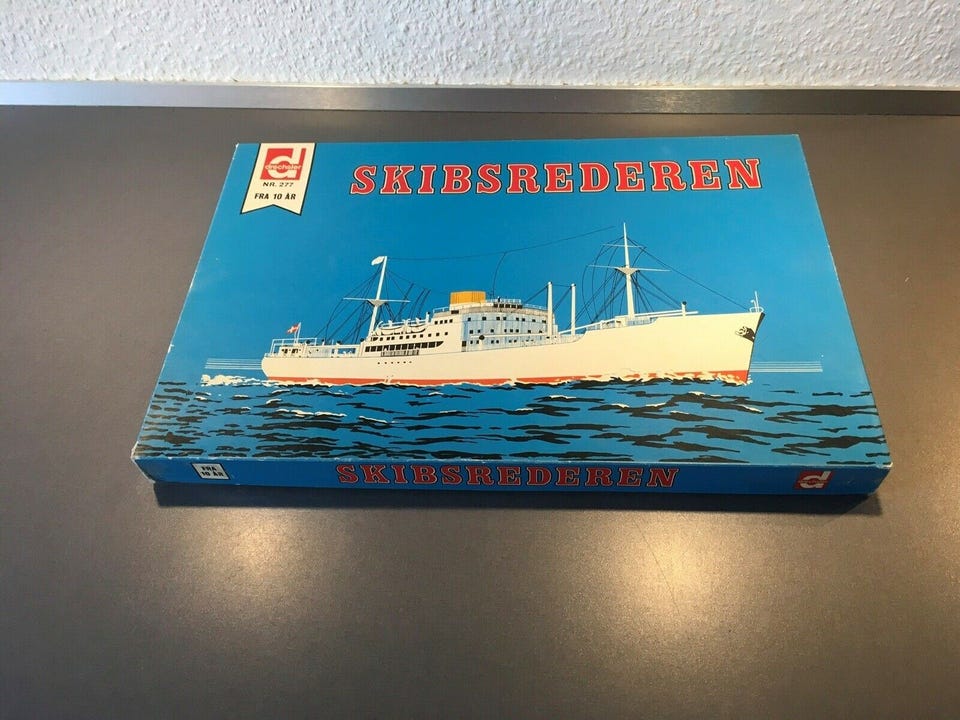 drechsler
NR. 277
FRA 10 ÅR
SKIBSREDEREN
FRA
10 ÅR
SKIBSREDEREN